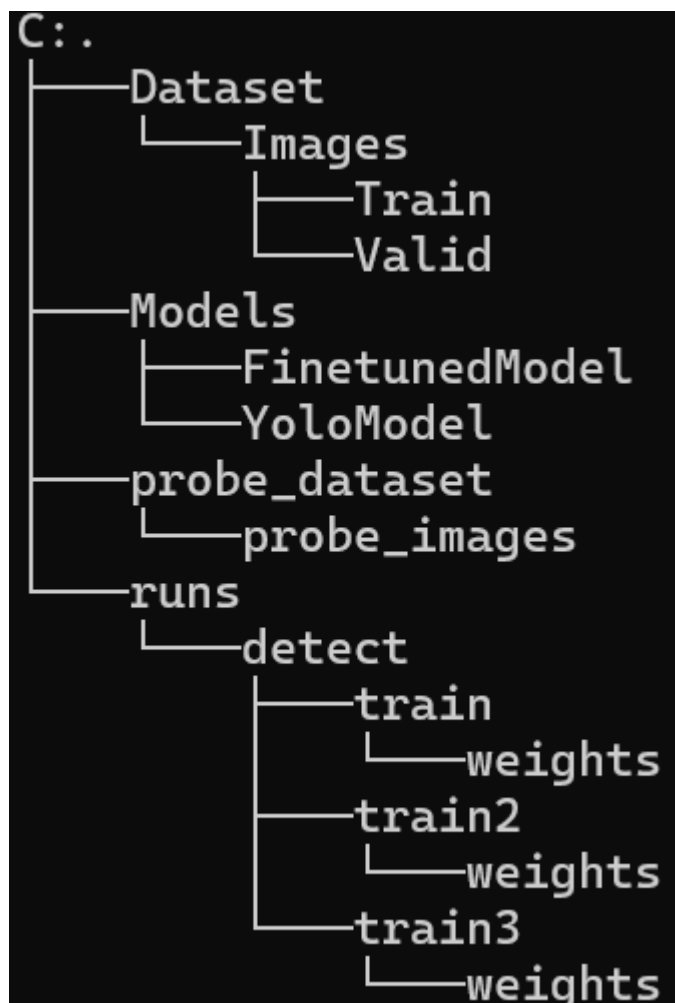 C:.
Dataset
Images
Train
Valid
Models
FinetunedModel
YoloModel
probe_dataset
probe_images
runs
detect
train
weights
train2
weights
train3
weights